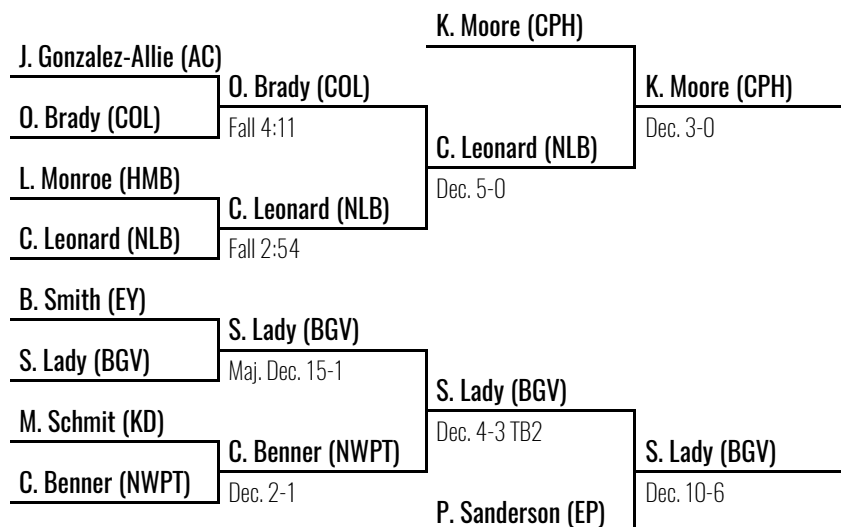 K. Moore (CPH)
J. Gonzalez-Allie (AC)
O. Brady (COL)
K. Moore (CPH)
O. Brady (COL)
Fall 4:11
Dec. 3-0
C. Leonard (NLB)
L. Monroe (HMB)
Dec. 5-0
C. Leonard (NLB)
C. Leonard (NLB)
Fall 2:54
B. Smith (EY)
S. Lady (BGV)
S. Lady (BGV)
Maj. Dec. 15-1
S. Lady (BGV)
M. Schmit (KD)
Dec. 4-3 TB2
C. Benner (NWPT)
S. Lady (BGV)
C. Benner (NWPT)
Dec. 2-1
Dec. 10-6
P. Sanderson (EP)